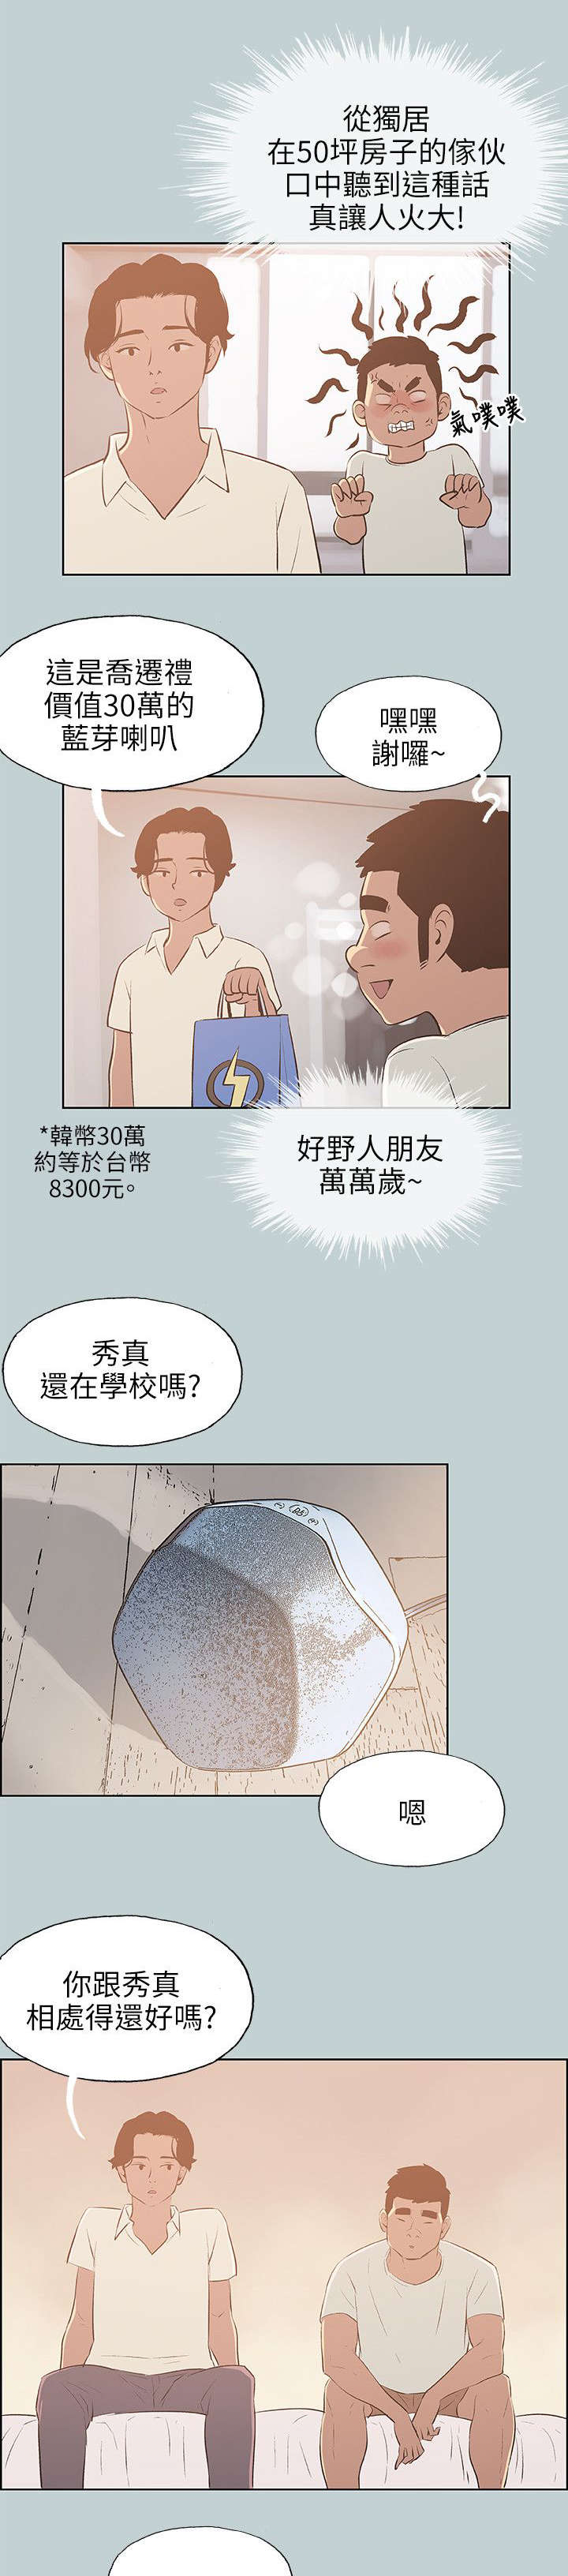 從獨居
在50坪房子的傢伙
口中聽到這種話
真讓人火大!
氣噗噗
這是喬遷禮
價值30萬的
藍芽喇叭
嘿嘿
謝囉~
*韓幣30萬
約等於台幣
8300元。
好野人朋友
萬萬歲~
秀真
還在學校嗎?
嗯
你跟秀真
相處得還好嗎?